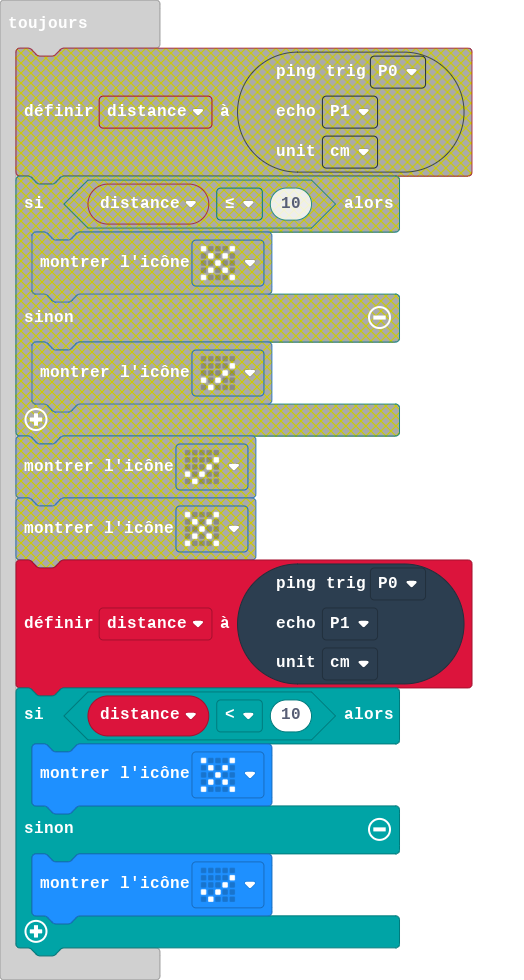 toujours
définir distance à ping trig P0
echo P1
unit cm
si distance ≤ 10 alors
montrer l'icône
sinon
montrer l'icône
montrer l'icône
montrer l'icône
définir distance à ping trig P0
echo P1
unit cm
si distance < 10 alors
montrer l'icône
sinon
montrer l'icône